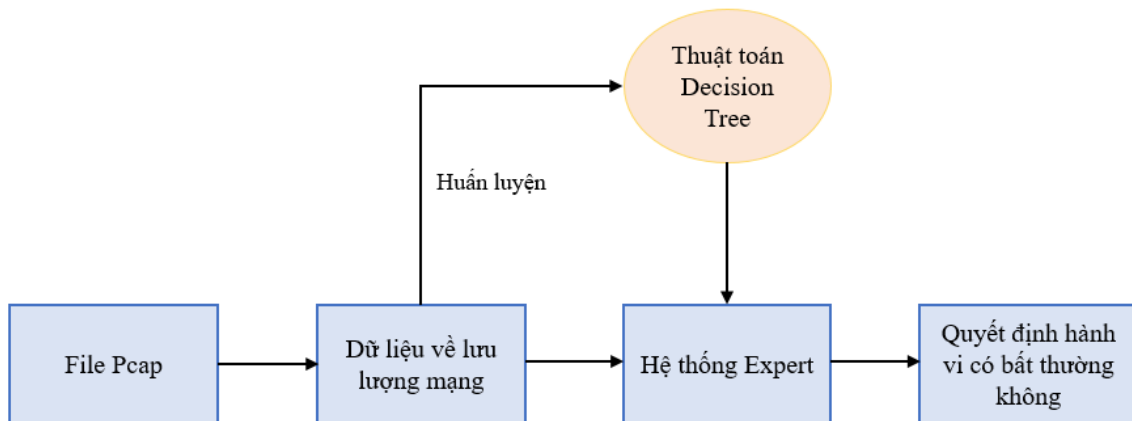 Thuật toán
Decision
Tree
Huấn luyện
File Pcap
Dữ liệu về lưu
lượng mạng
Hệ thống Expert
Quyết định hành
vi có bất thường
không